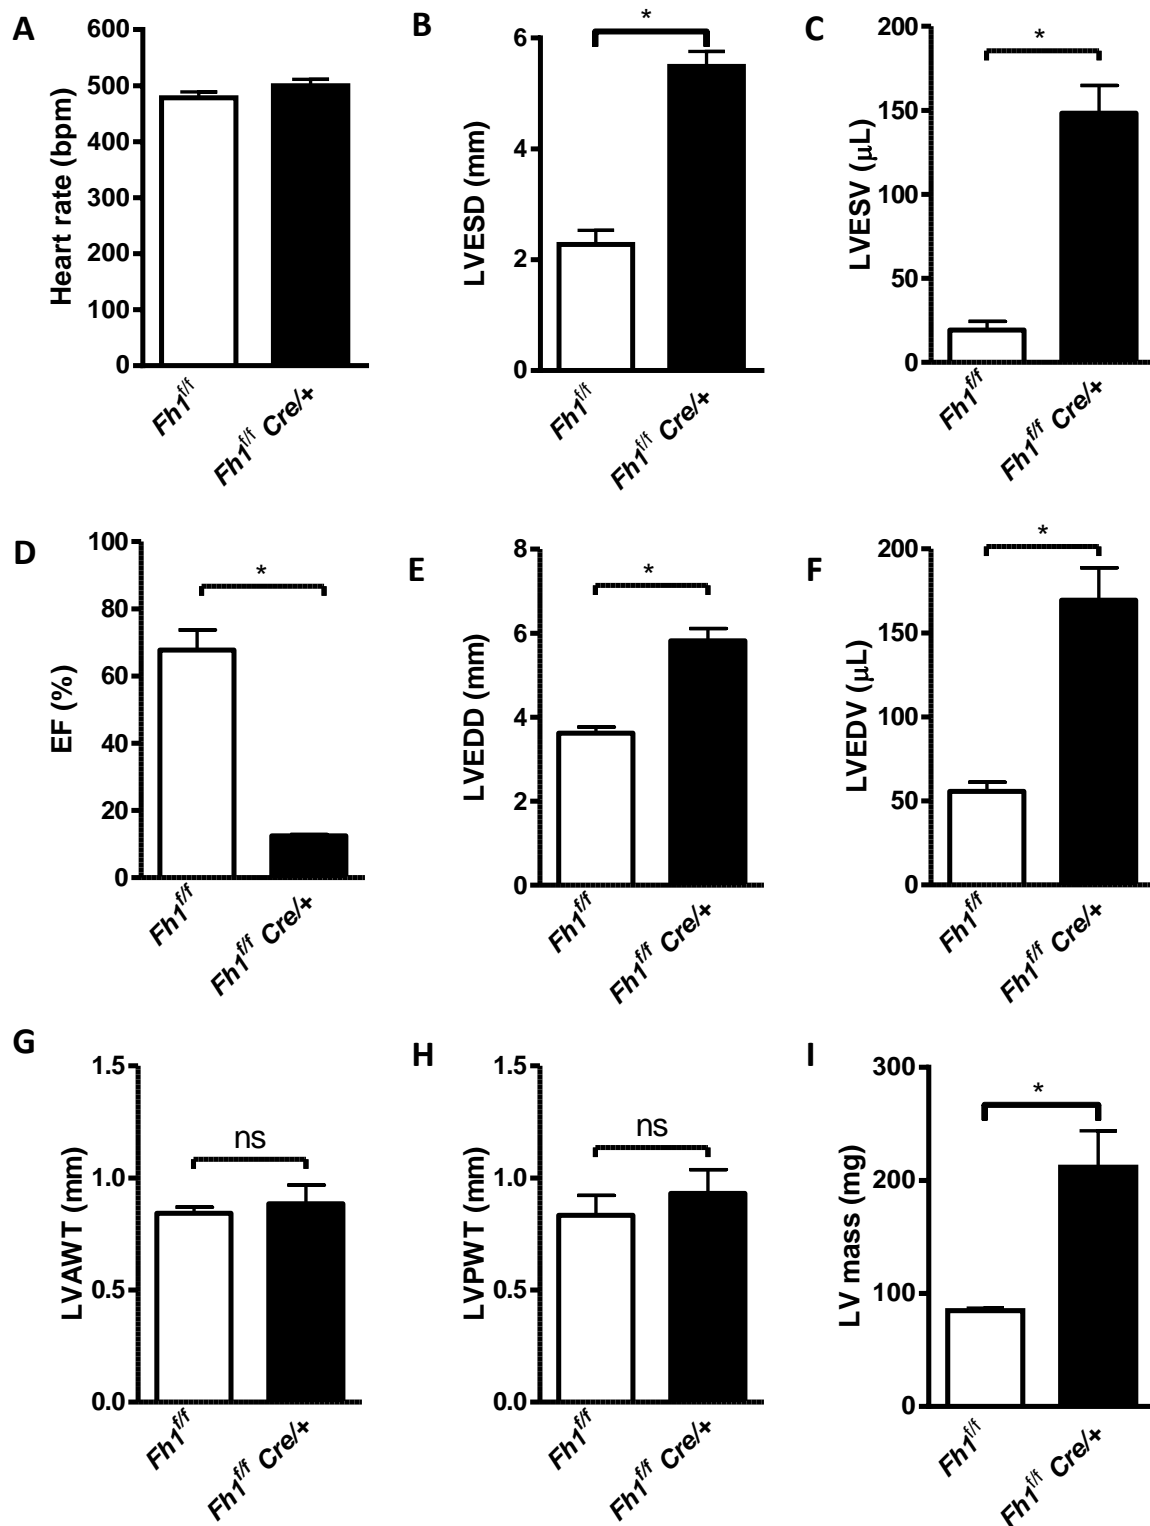 A
Heart rate (bpm)
600
500
400
300
200
100
0
Fh1f/f
Fh1f/f Cre/+
B
LVESD (mm)
6
4
2
0
*
Fh1f/f
Fh1f/f Cre/+
C
LVESV (µL)
200
150
100
50
0
*
Fh1f/f
Fh1f/f Cre/+
D
EF (%)
100
80
60
40
20
0
*
Fh1f/f
Fh1f/f Cre/+
E
LVEDD (mm)
8
6
4
2
0
*
Fh1f/f
Fh1f/f Cre/+
F
LVEDV (µL)
200
150
100
50
0
*
Fh1f/f
Fh1f/f Cre/+
G
LVAWT (mm)
1.5
1.0
0.5
0.0
ns
Fh1f/f
Fh1f/f Cre/+
H
LVPWT (mm)
1.5
1.0
0.5
0.0
ns
Fh1f/f
Fh1f/f Cre/+
I
LV mass (mg)
300
200
100
0
*
Fh1f/f
Fh1f/f Cre/+